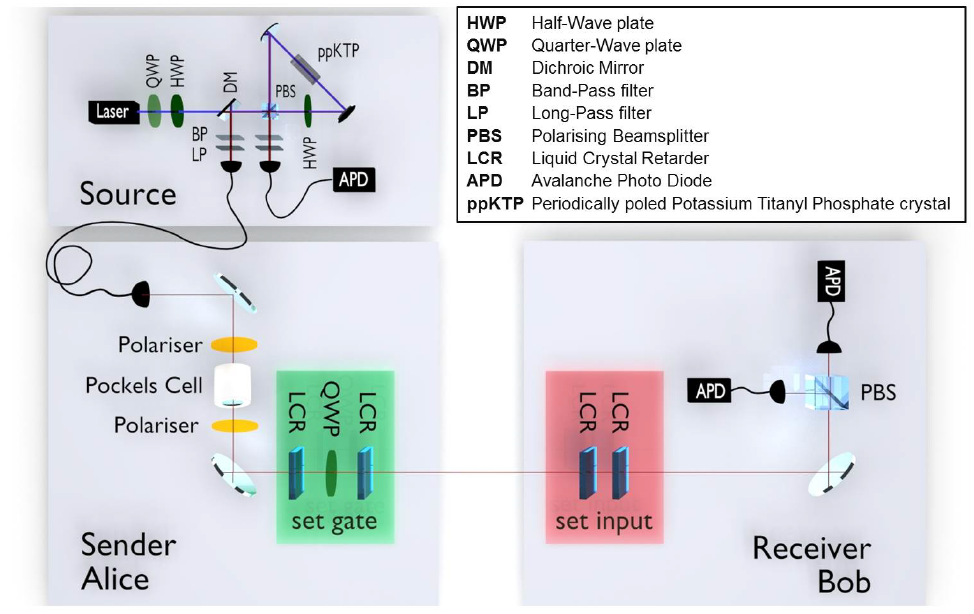 HWP Half-Wave plate
QWP Quarter-Wave plate
DM Dichroic Mirror
BP Band-Pass filter
LP Long-Pass filter
PBS Polarising Beamsplitter
LCR Liquid Crystal Retarder
APD Avalanche Photo Diode
ppKTP Periodically poled Potassium Titanyl Phosphate crystal
Laser
QWP
HWP
DM
PBS
ppKTP
BP
LP
HWP
APD
Source
Polariser
Pockels Cell
Polariser
LCR
QWP
LCR
set gate
Sender
Alice
LCR
LCR
set input
APD
APD
PBS
Receiver
Bob